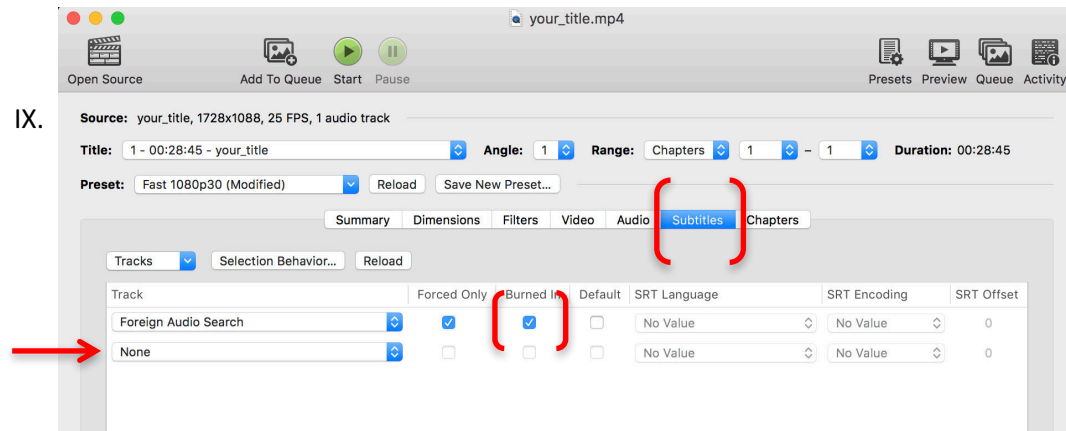 your_title.mp4
Open Source Add To Queue Start Pause Presets Preview Queue Activity
IX.
Source: your_title, 1728x1088, 25 FPS, 1 audio track
Title: 1 - 00:28:45 - your_title Angle: 1 Range: Chapters 1 – 1 Duration: 00:28:45
Preset: Fast 1080p30 (Modified) Reload Save New Preset...
Summary Dimensions Filters Video Audio Subtitles Chapters
Tracks Selection Behavior... Reload
Track Forced Only Burned In Default SRT Language SRT Encoding SRT Offset
Foreign Audio Search No Value No Value 0
None No Value No Value 0